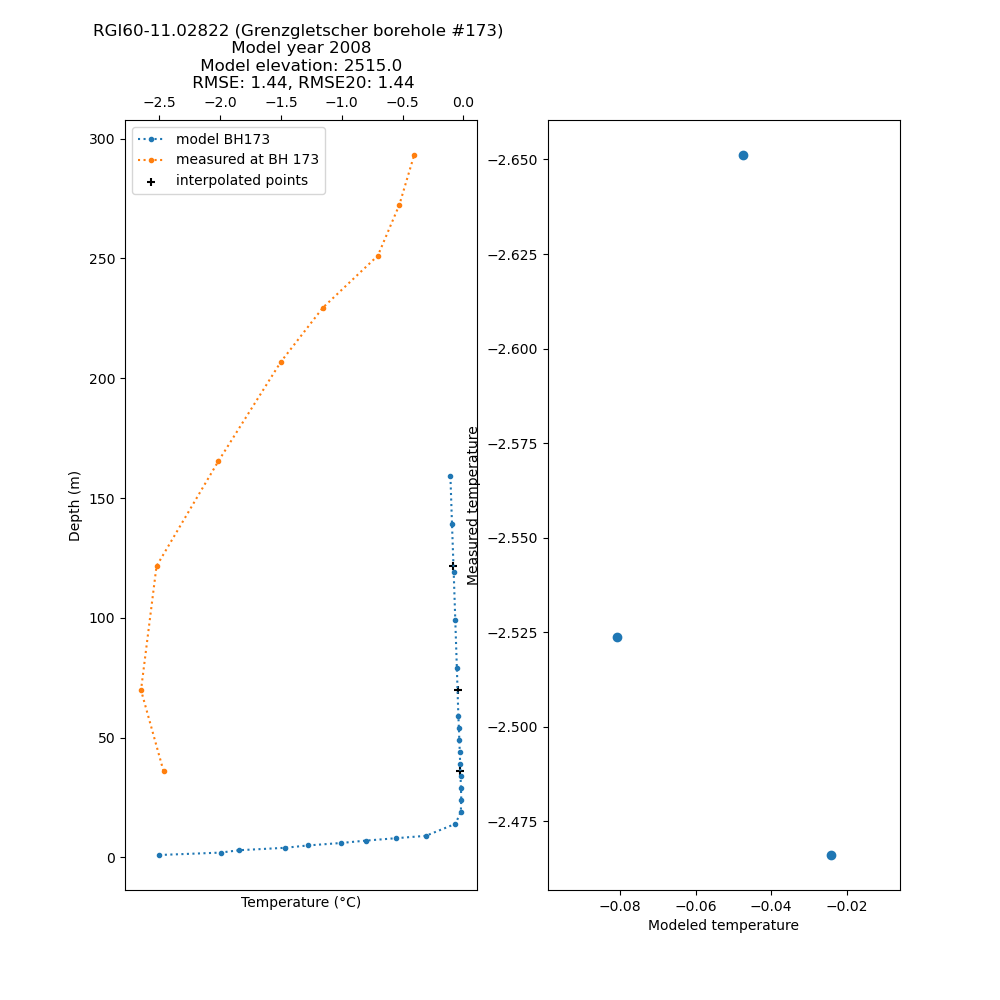 RGI60-11.02822 (Grenzgletscher borehole #173)
Model year 2008
Model elevation: 2515.0
RMSE: 1.44, RMSE20: 1.44
−2.5 −2.0 −1.5 −1.0 −0.5 0.0
model BH173
measured at BH 173
interpolated points
300
250
200
150
100
50
0
Depth (m)
Temperature (°C)
Measured temperature
−2.650
−2.625
−2.600
−2.575
−2.550
−2.525
−2.500
−2.475
−0.08 −0.06 −0.04 −0.02
Modeled temperature